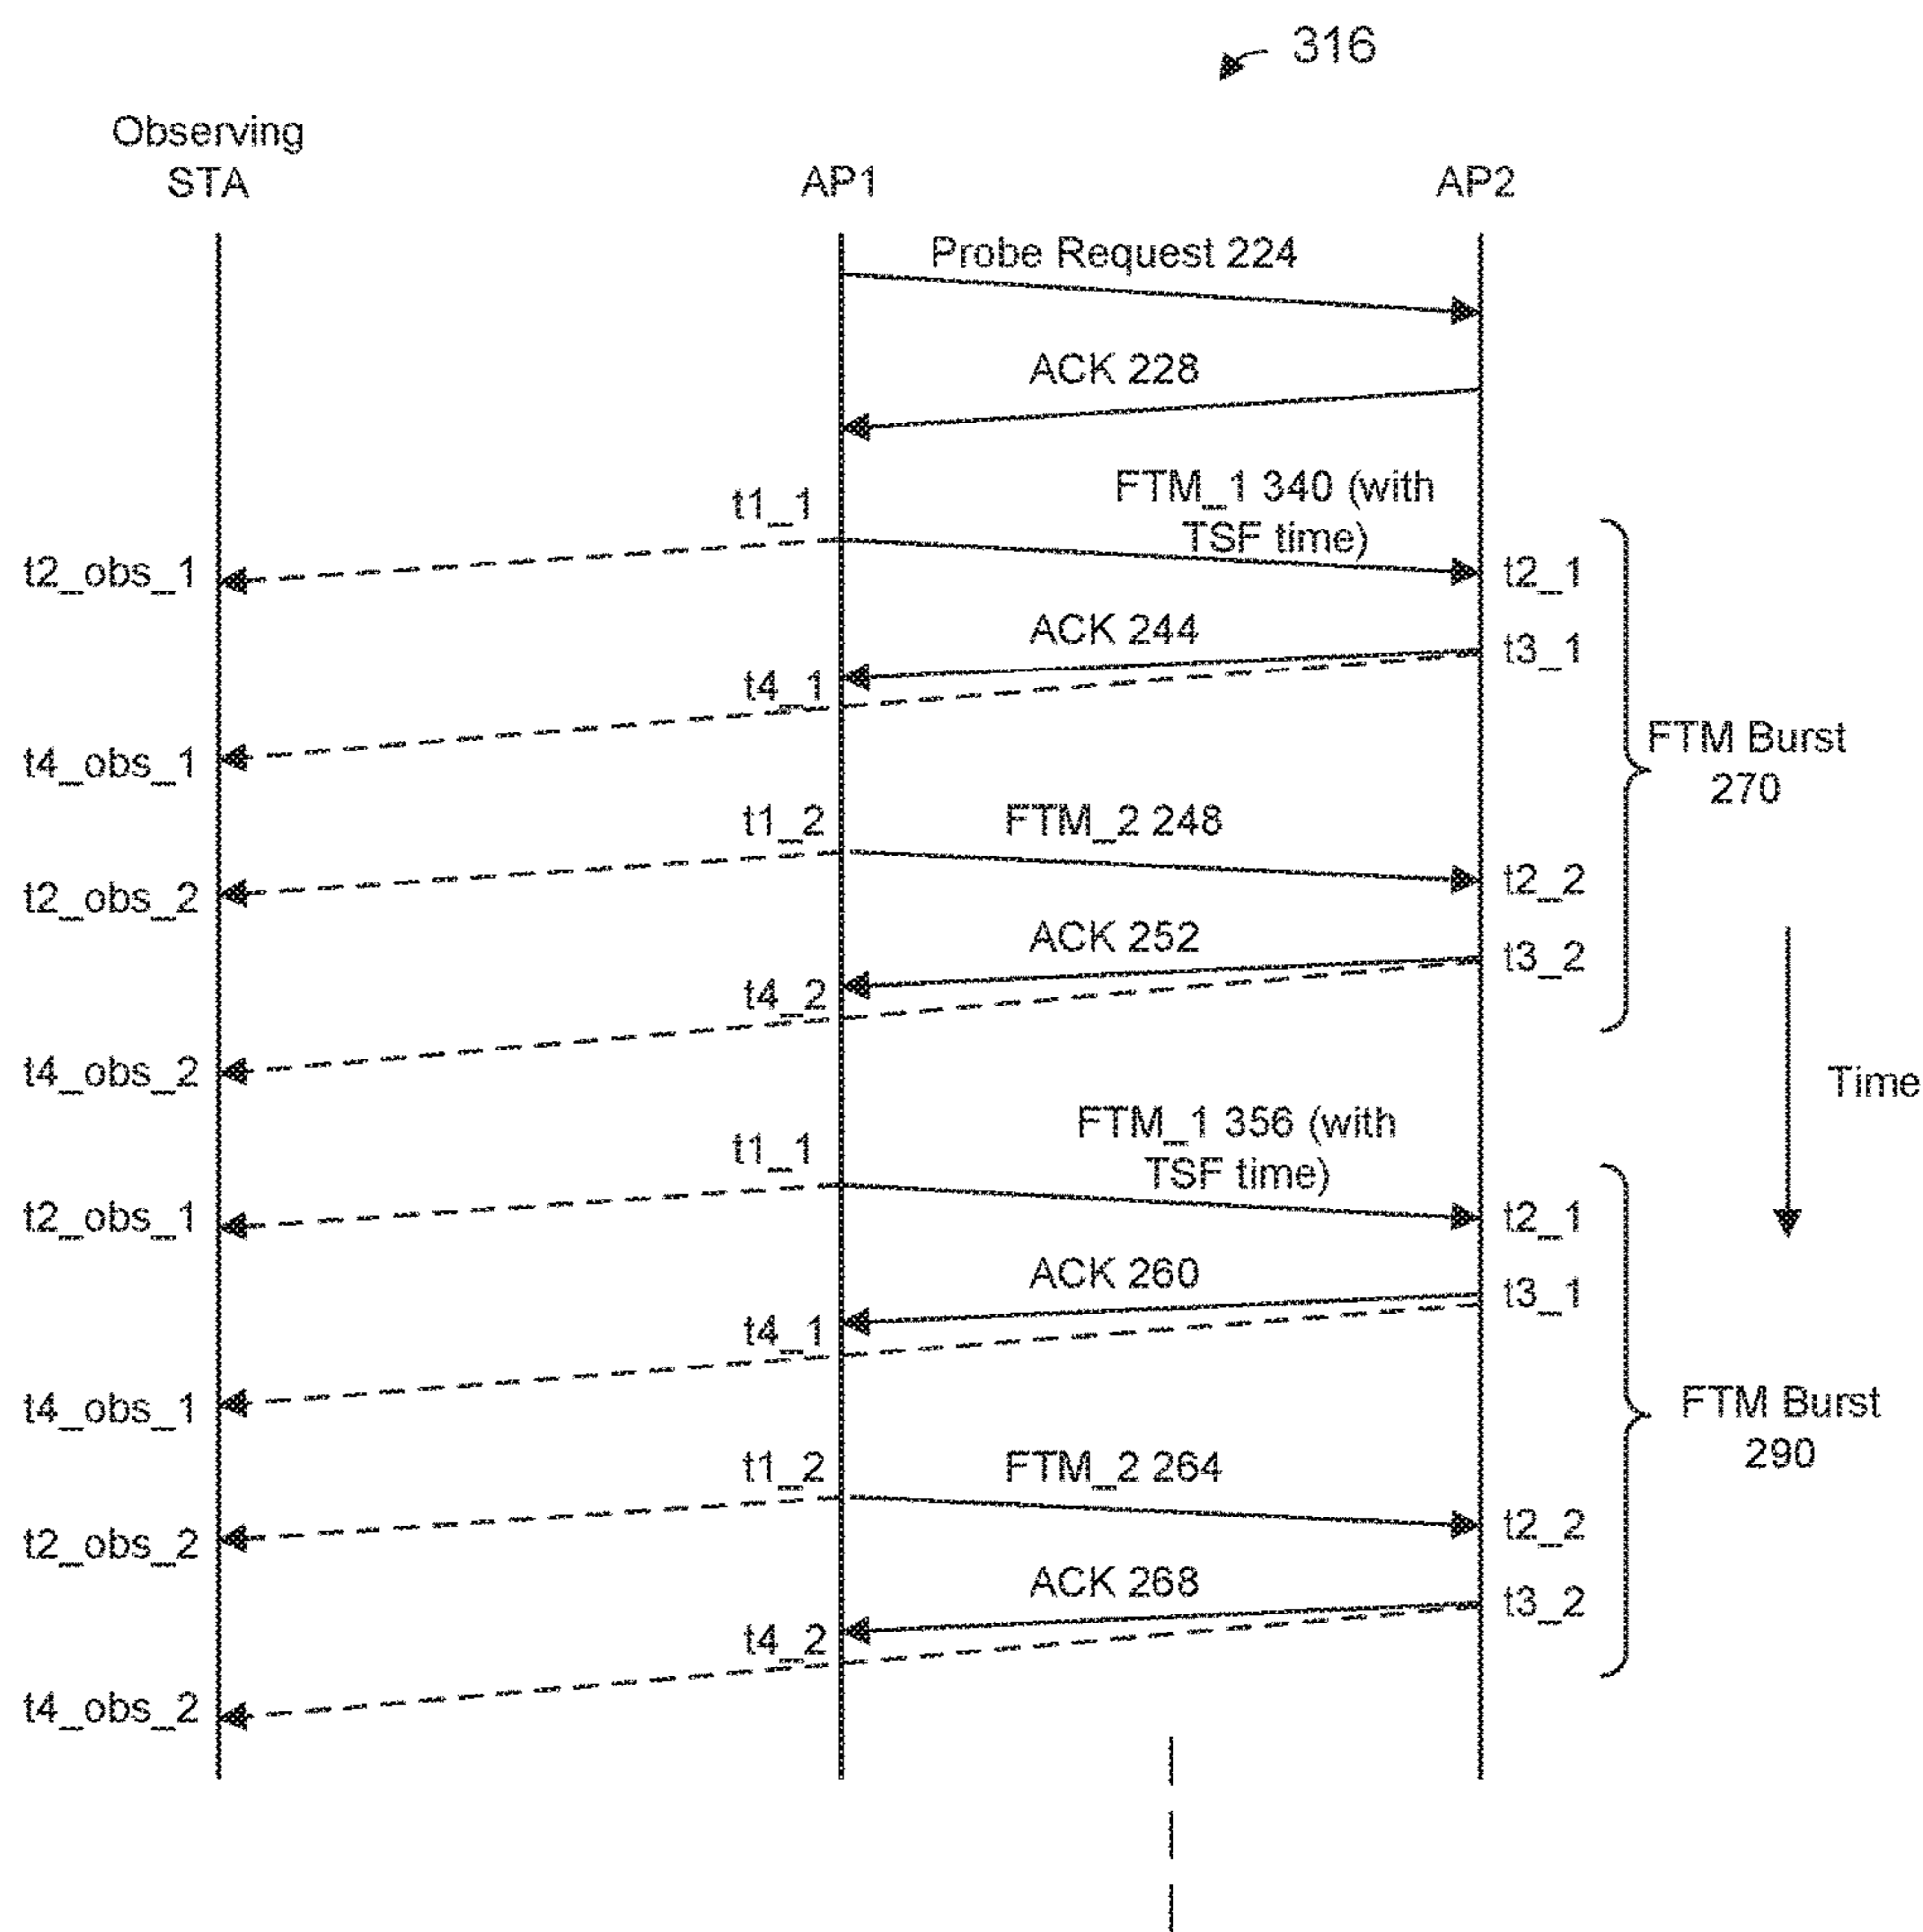 316
Observing
STA
AP1
AP2
Probe Request 224
ACK 228
t1_1
FTM_1 340 (with
TSF time)
t2_obs_1
t2_1
ACK 244
t3_1
t4_1
t4_obs_1
FTM Burst
270
t1_2
FTM_2 248
t2_obs_2
t2_2
ACK 252
t3_2
t4_2
t4_obs_2
Time
t1_1
FTM_1 356 (with
TSF time)
t2_obs_1
t2_1
ACK 260
t3_1
t4_1
t4_obs_1
FTM Burst
290
t1_2
FTM_2 264
t2_obs_2
t2_2
ACK 268
t3_2
t4_2
t4_obs_2